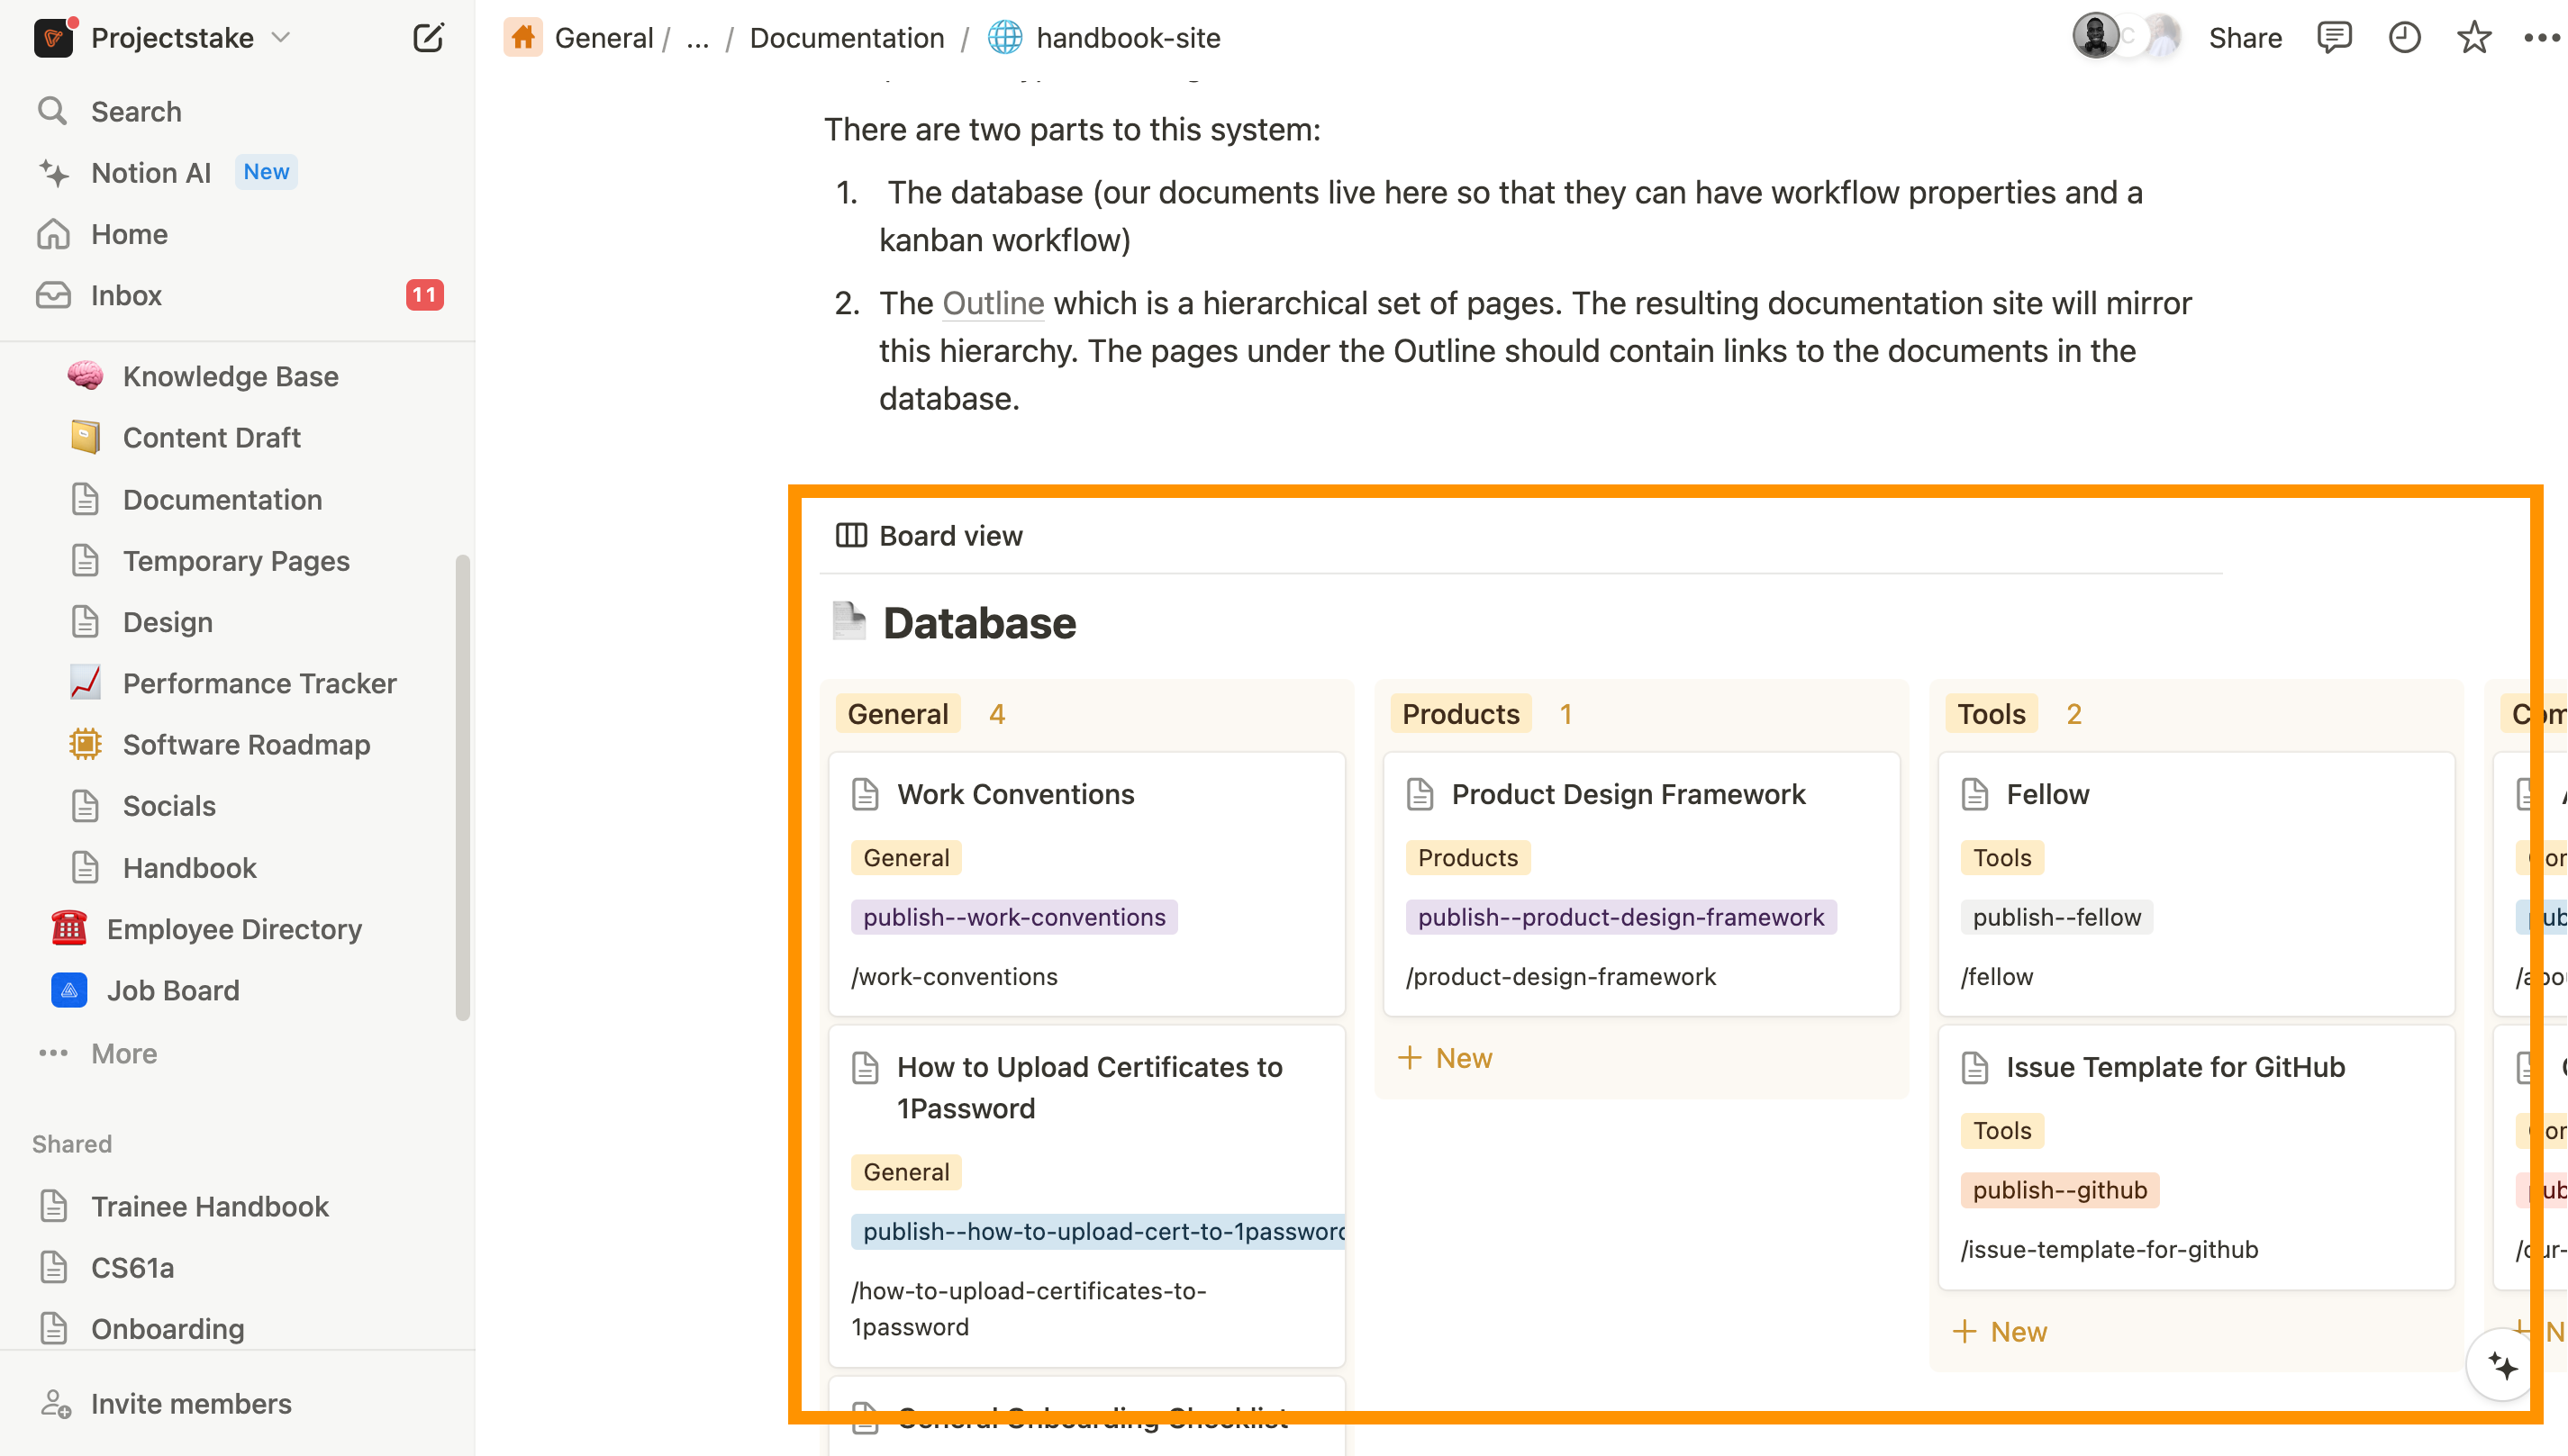 Projectstake
Search
Notion AI New
Home
Inbox 11
Knowledge Base
Content Draft
Documentation
Temporary Pages
Design
Performance Tracker
Software Roadmap
Socials
Handbook
Employee Directory
Job Board
More
Shared
Trainee Handbook
CS61a
Onboarding
Invite members
General / ... / Documentation / handbook-site
C
Share
There are two parts to this system:
1. The database (our documents live here so that they can have workflow properties and a
kanban workflow)
2. The Outline which is a hierarchical set of pages. The resulting documentation site will mirror
this hierarchy. The pages under the Outline should contain links to the documents in the
database.
Board view
Database
General 4
Work Conventions
General
publish--work-conventions
/work-conventions
How to Upload Certificates to
1Password
General
publish--how-to-upload-cert-to-1password
/how-to-upload-certificates-to-
1password
General Onboarding Checklist
Products 1
Product Design Framework
Products
publish--product-design-framework
/product-design-framework
+ New
Tools 2
Fellow
Tools
publish--fellow
/fellow
Issue Template for GitHub
Tools
publish--github
/issue-template-for-github
+ New